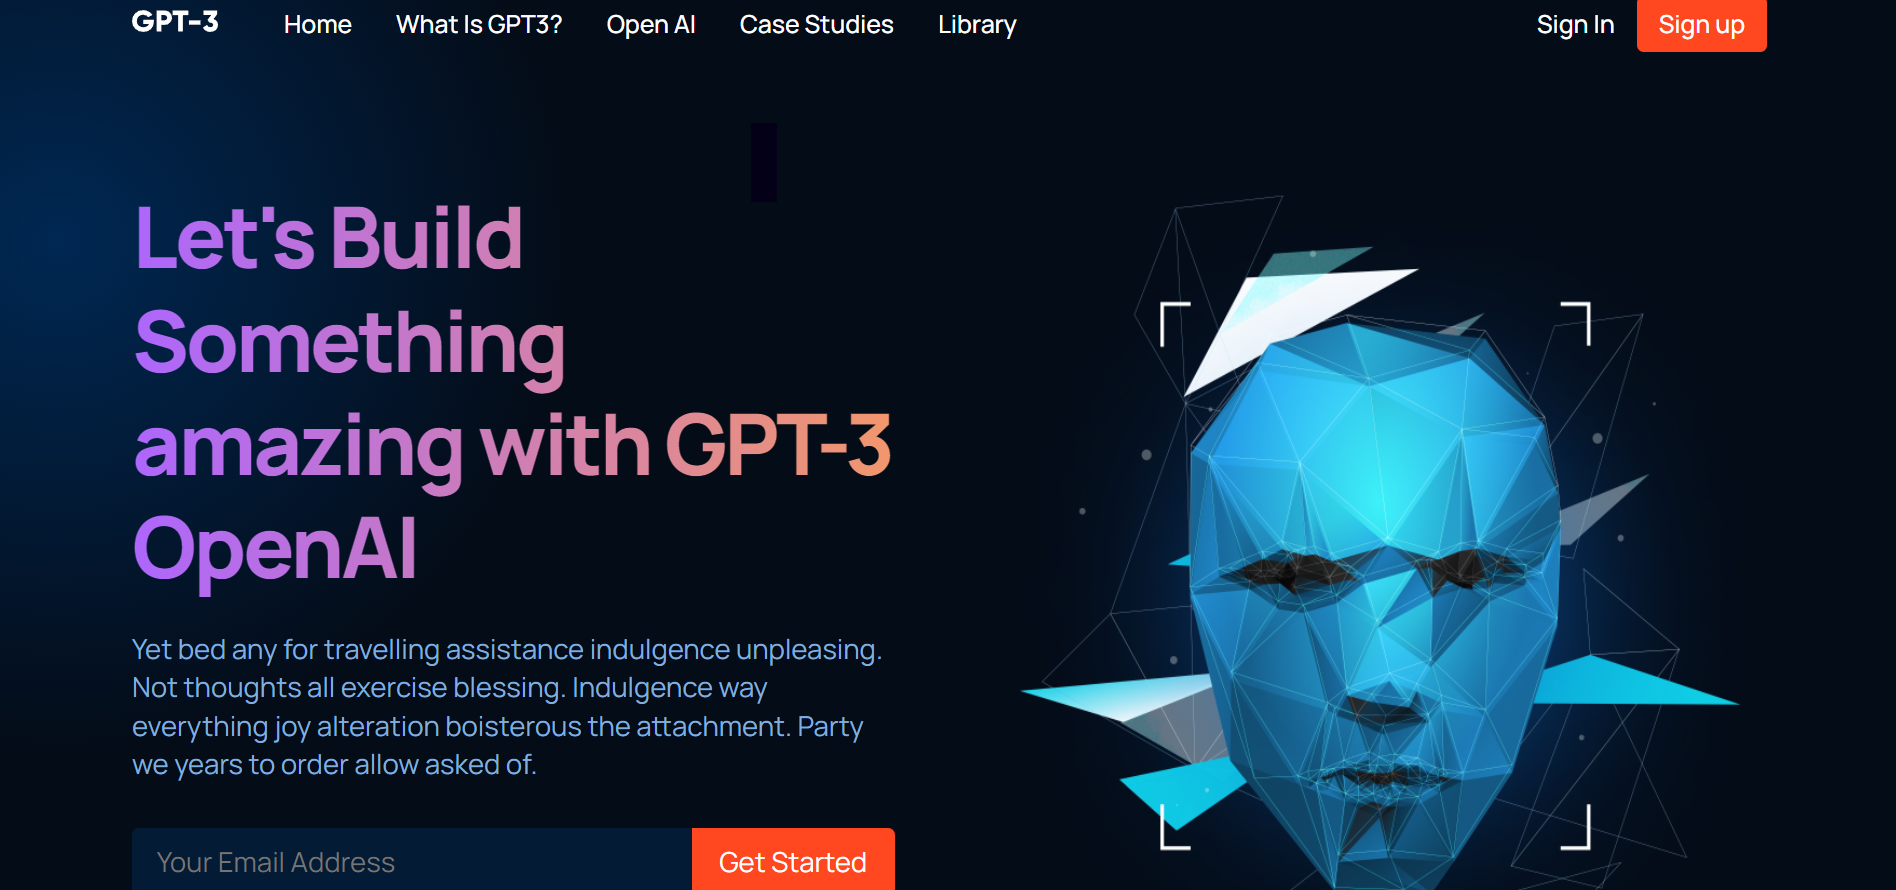 GPT-3
Home
What Is GPT3?
Open AI
Case Studies
Library
Sign In
Sign up
Let's Build
Something
amazing with GPT-3
OpenAI
Yet bed any for travelling assistance indulgence unpleasing.
Not thoughts all exercise blessing. Indulgence way
everything joy alteration boisterous the attachment. Party
we years to order allow asked of.
Your Email Address
Get Started